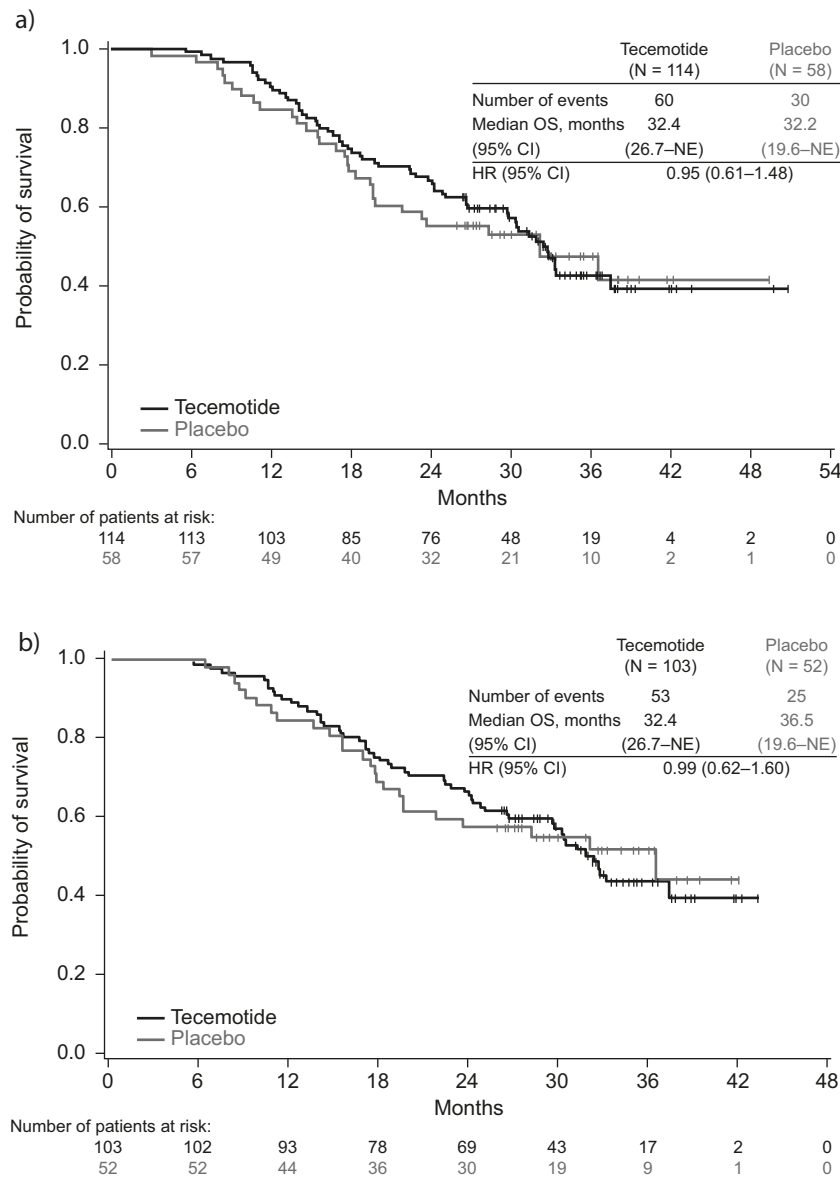 a)
Tecemotide Placebo
(N = 114) (N = 58)
Number of events 60 30
Median OS, months 32.4 32.2
(95% CI) (26.7–NE) (19.6–NE)
HR (95% CI) 0.95 (0.61–1.48)
1.0
0.8
0.6
0.4
0.2
0.0
Probability of survival
Tecemotide
Placebo
0 6 12 18 24 30 36 42 48 54
Months
Number of patients at risk:
114 113 103 85 76 48 19 4 2 0
58 57 49 40 32 21 10 2 1 0
b)
Tecemotide Placebo
(N = 103) (N = 52)
Number of events 53 25
Median OS, months 32.4 36.5
(95% CI) (26.7–NE) (19.6–NE)
HR (95% CI) 0.99 (0.62–1.60)
1.0
0.8
0.6
0.4
0.2
0.0
Probability of survival
Tecemotide
Placebo
0 6 12 18 24 30 36 42 48
Months
Number of patients at risk:
103 102 93 78 69 43 17 2 0
52 52 44 36 30 19 9 1 0